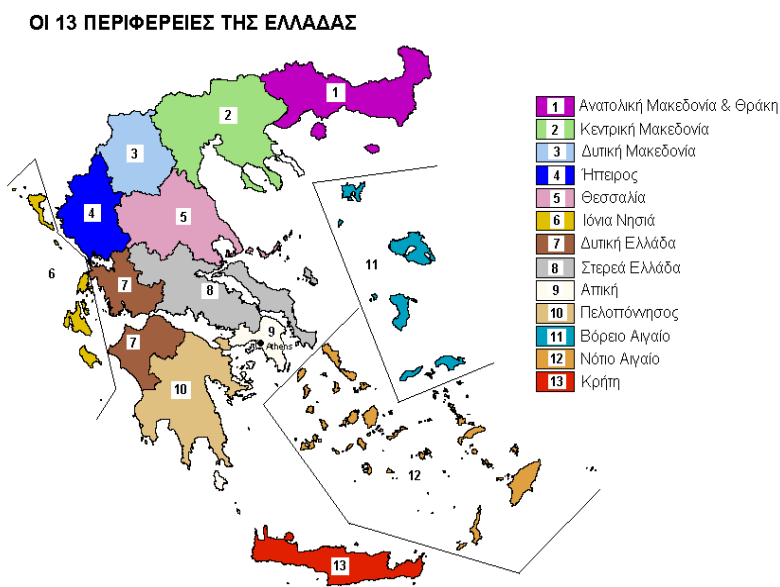 ΟΙ 13 ΠΕΡΙΦΕΡΕΙΕΣ ΤΗΣ ΕΛΛΑΔΑΣ
1
2
3
4
5
6
7
8
11
7
9
Athens
10
12
13
1 Ανατολική Μακεδονία & Θράκη
2 Κεντρική Μακεδονία
3 Δυτική Μακεδονία
4 Ήπειρος
5 Θεσσαλία
6 Ιόνια Νησιά
7 Δυτική Ελλάδα
8 Στερεά Ελλάδα
9 Αττική
10 Πελοπόννησος
11 Βόρειο Αιγαίο
12 Νότιο Αιγαίο
13 Κρήτη